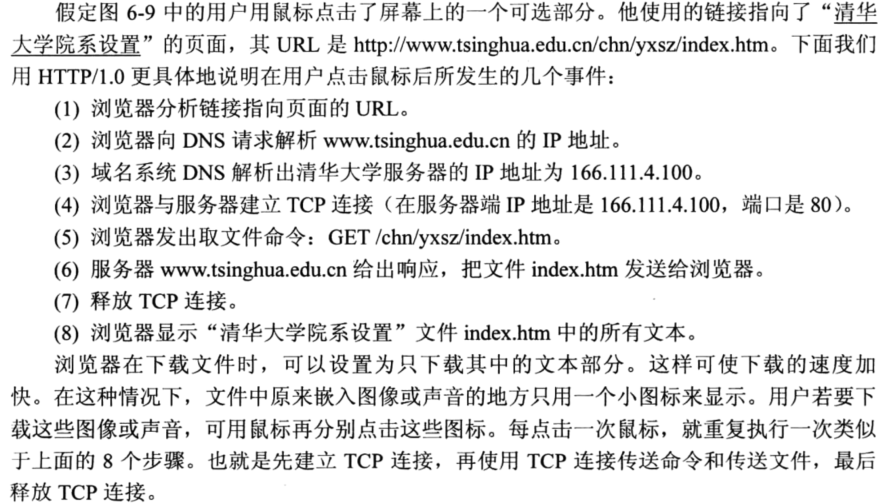 假定图 6-9 中的用户用鼠标点击了屏幕上的一个可选部分。他使用的链接指向了“清华
大学院系设置”的页面，其 URL 是 http://www.tsinghua.edu.cn/chn/yxsz/index.htm。下面我们
用 HTTP/1.0 更具体地说明在用户点击鼠标后所发生的几个事件：
(1) 浏览器分析链接指向页面的 URL。
(2) 浏览器向 DNS 请求解析 www.tsinghua.edu.cn 的 IP 地址。
(3) 域名系统 DNS 解析出清华大学服务器的 IP 地址为 166.111.4.100。
(4) 浏览器与服务器建立 TCP 连接（在服务器端 IP 地址是 166.111.4.100，端口是 80）。
(5) 浏览器发出取文件命令：GET /chn/yxsz/index.htm。
(6) 服务器 www.tsinghua.edu.cn 给出响应，把文件 index.htm 发送给浏览器。
(7) 释放 TCP 连接。
(8) 浏览器显示“清华大学院系设置”文件 index.htm 中的所有文本。
浏览器在下载文件时，可以设置为只下载其中的文本部分。这样可使下载的速度加
快。在这种情况下，文件中原来嵌入图像或声音的地方只用一个小图标来显示。用户若要下
载这些图像或声音，可用鼠标再分别点击这些图标。每点击一次鼠标，就重复执行一次类似
于上面的 8 个步骤。也就是先建立 TCP 连接，再使用 TCP 连接传送命令和传送文件，最后
释放 TCP 连接。